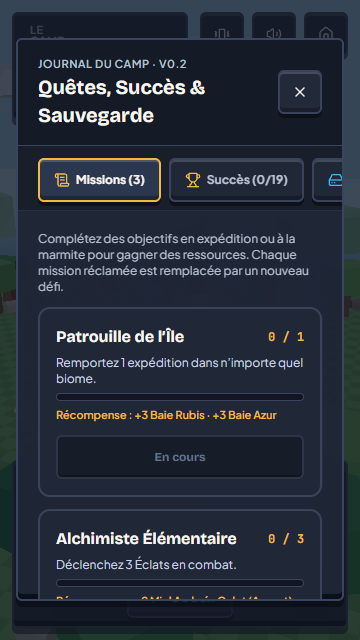 LE
JOURNAL DU CAMP · V0.2
Quêtes, Succès &
Sauvegarde
Missions (3)
Succès (0/19)
Complétez des objectifs en expédition ou à la
marmite pour gagner des ressources. Chaque
mission réclamée est remplacée par un nouveau
défi.
Patrouille de l’Île
0 / 1
Remportez 1 expédition dans n’importe quel
biome.
Récompense : +3 Baie Rubis · +3 Baie Azur
En cours
Alchimiste Élémentaire
0 / 3
Déclenchez 3 Éclats en combat.